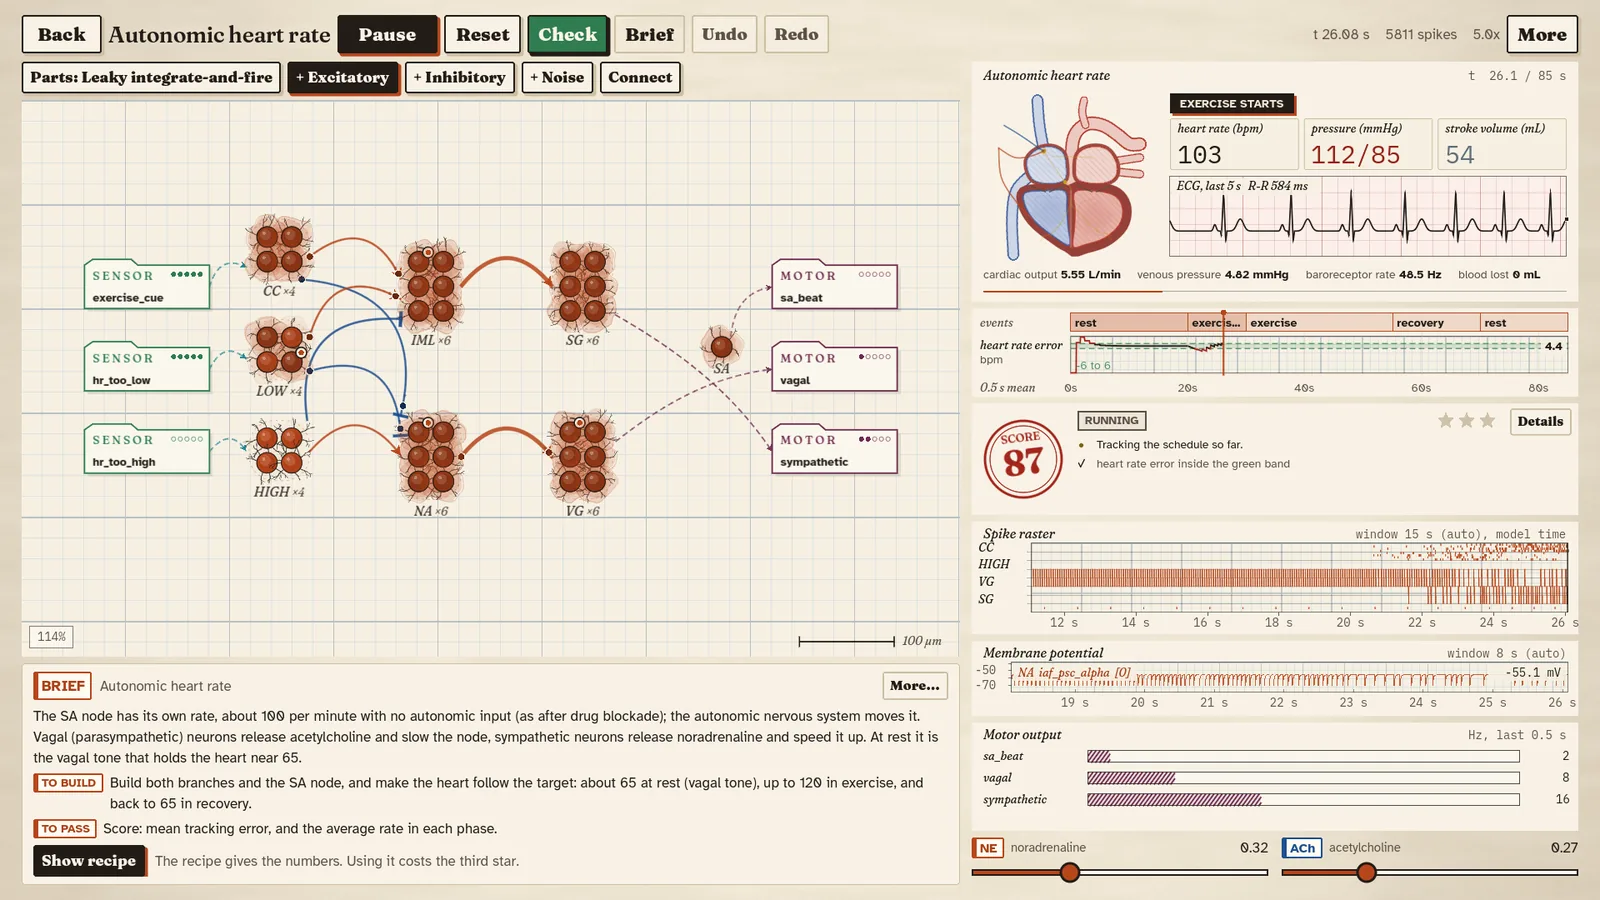 Back Autonomic heart rate Pause Reset Check Brief Undo Redo t 26.08 s 5811 spikes 5.0x More
Parts: Leaky integrate-and-fire + Excitatory + Inhibitory + Noise Connect
SENSOR
exercise_cue
SENSOR
hr_too_low
SENSOR
hr_too_high
CC ×4
LOW ×4
HIGH ×4
IML ×6
NA ×6
SG ×6
VG ×6
SA
MOTOR
sa_beat
MOTOR
vagal
MOTOR
sympathetic
114%
100 µm
BRIEF Autonomic heart rate More...
The SA node has its own rate, about 100 per minute with no autonomic input (as after drug blockade); the autonomic nervous system moves it.
Vagal (parasympathetic) neurons release acetylcholine and slow the node, sympathetic neurons release noradrenaline and speed it up. At rest it is
the vagal tone that holds the heart near 65.
TO BUILD Build both branches and the SA node, and make the heart follow the target: about 65 at rest (vagal tone), up to 120 in exercise, and
back to 65 in recovery.
TO PASS Score: mean tracking error, and the average rate in each phase.
Show recipe The recipe gives the numbers. Using it costs the third star.
Autonomic heart rate t 26.1 / 85 s
EXERCISE STARTS
heart rate (bpm) pressure (mmHg) stroke volume (mL)
103 112/85 54
ECG, last 5 s R-R 584 ms
cardiac output 5.55 L/min venous pressure 4.82 mmHg baroreceptor rate 48.5 Hz blood lost 0 mL
events rest exercis... exercise recovery rest
heart rate error 4.4
bpm
-6 to 6
0.5 s mean 0s 20s 40s 60s 80s
SCORE
87
RUNNING Details
Tracking the schedule so far.
✓ heart rate error inside the green band
Spike raster window 15 s (auto), model time
CC
HIGH
VG
SG
12 s 14 s 16 s 18 s 20 s 22 s 24 s 26 s
Membrane potential window 8 s (auto)
-50
-70
NA iaf_psc_alpha [0] -55.1 mV
19 s 20 s 21 s 22 s 23 s 24 s 25 s 26 s
Motor output Hz, last 0.5 s
sa_beat 2
vagal 8
sympathetic 16
NE noradrenaline 0.32 ACh acetylcholine 0.27